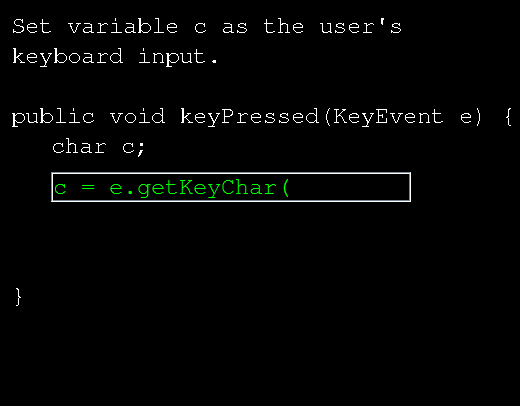 Set variable c as the user's
keyboard input.
public void keyPressed(KeyEvent e) {
char c;
c = e.getKeyChar(
}